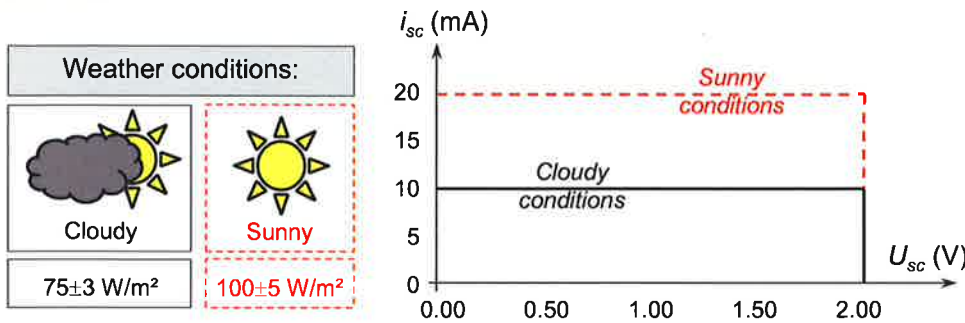 Weather conditions:
Cloudy
Sunny
75±3 W/m²
100±5 W/m²
i_sc (mA)
20
15
10
5
0
Sunny
conditions
Cloudy
conditions
U_sc (V)
0.00
0.50
1.00
1.50
2.00